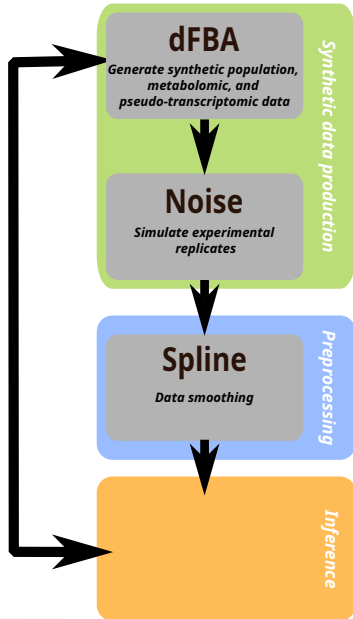 dFBA
Generate synthetic population,
metabolomic, and
pseudo-transcriptomic data
Synthetic data production
Noise
Simulate experimental
replicates
Spline
Data smoothing
Preprocessing
Inference